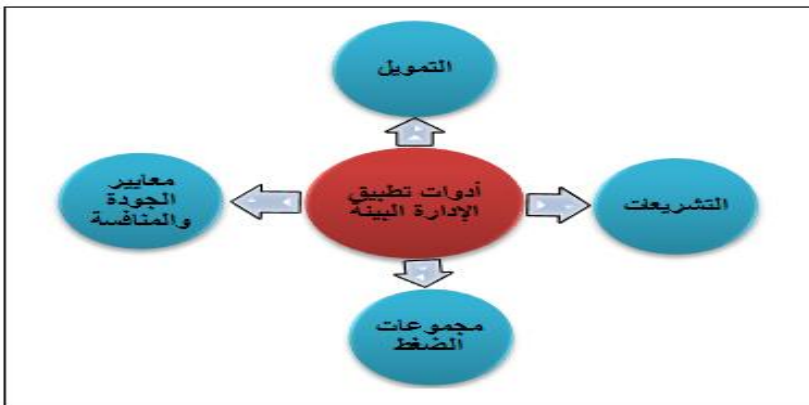 التمويل
أدوات تطبيق
الإدارة البيئة
التشريعات
معايير
الجودة
والمنافسة
مجموعات
الضغط